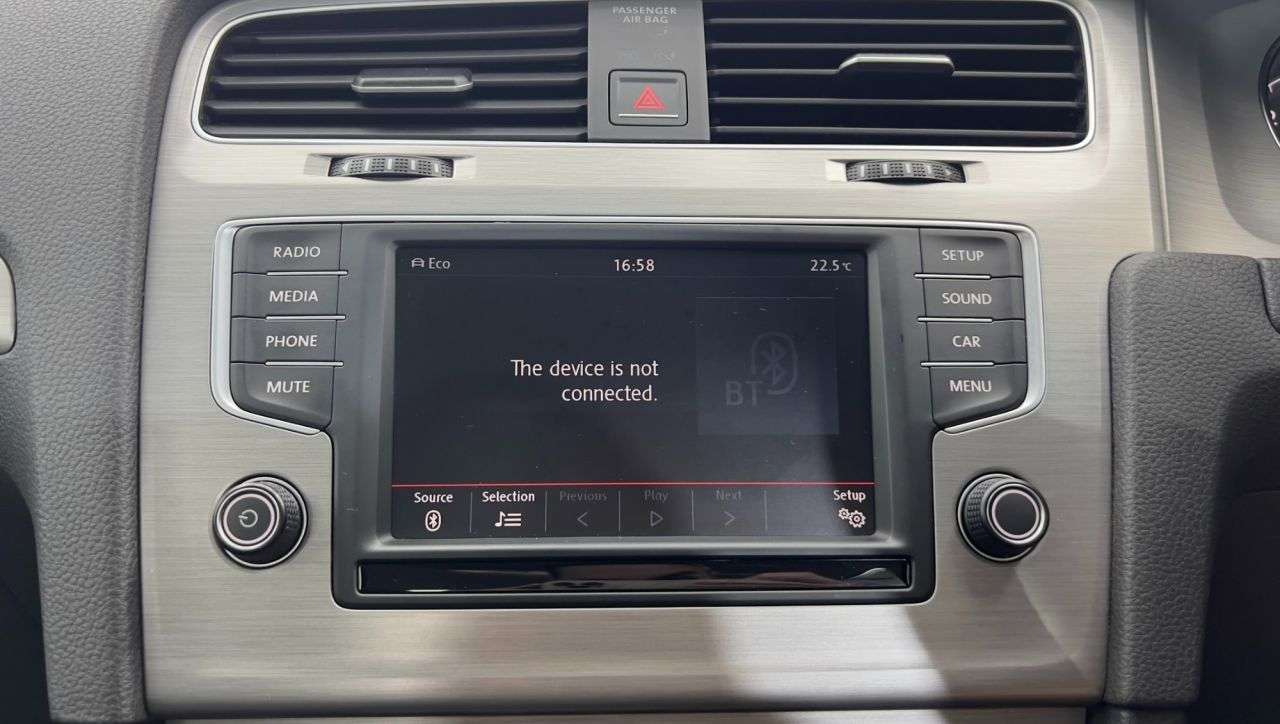 PASSENGER
AIR BAG
RADIO
MEDIA
PHONE
MUTE
Eco
16:58
22.5°C
The device is not
connected.
BT
Source
Selection
Previous
Play
Next
Setup
SETUP
SOUND
CAR
MENU